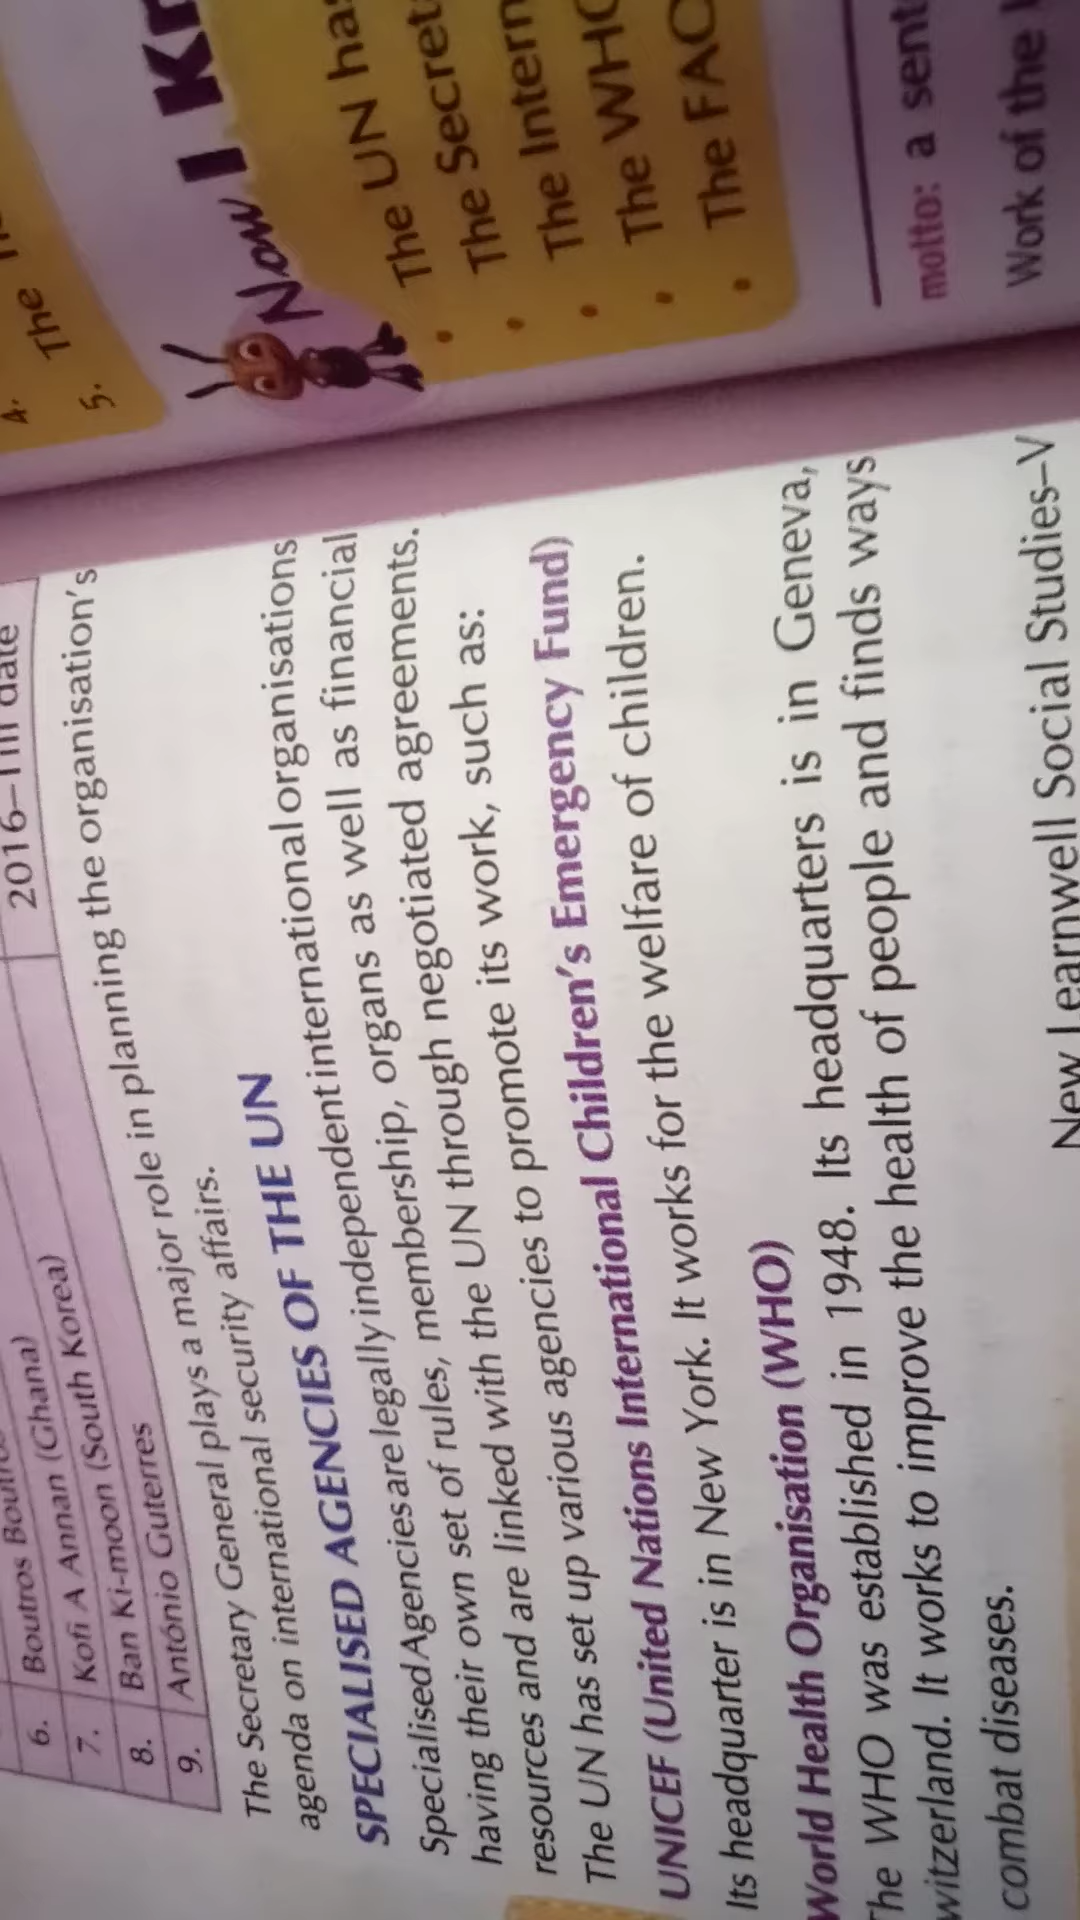 6. Boutros Boutros
7. Kofi A Annan (Ghana)
8. Ban Ki-moon (South Korea)
9. António Guterres 2016–Till date
The Secretary General plays a major role in planning the organisation's
agenda on international security affairs.
SPECIALISED AGENCIES OF THE UN
Specialised Agencies are legally independent international organisations
having their own set of rules, membership, organs as well as financial
resources and are linked with the UN through negotiated agreements.
The UN has set up various agencies to promote its work, such as:
UNICEF (United Nations International Children's Emergency Fund)
Its headquarter is in New York. It works for the welfare of children.
World Health Organisation (WHO)
The WHO was established in 1948. Its headquarters is in Geneva,
witzerland. It works to improve the health of people and finds ways
combat diseases.
New Learnwell Social Studies–V
4. The
5. The
Now I Kn
• The UN has
• The Secret
• The Intern
• The WHO
• The FAO
motto: a sent
Work of the